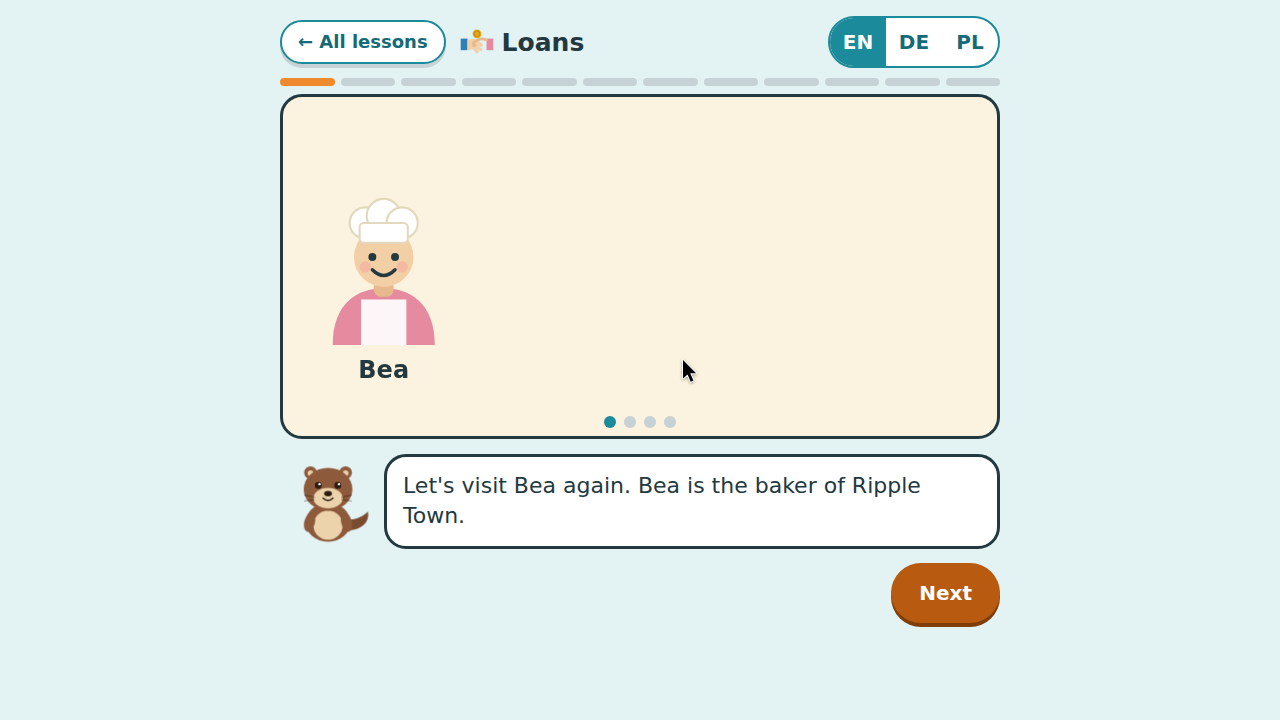 ← All lessons
Loans
EN DE PL
Bea
Let's visit Bea again. Bea is the baker of Ripple
Town.
Next